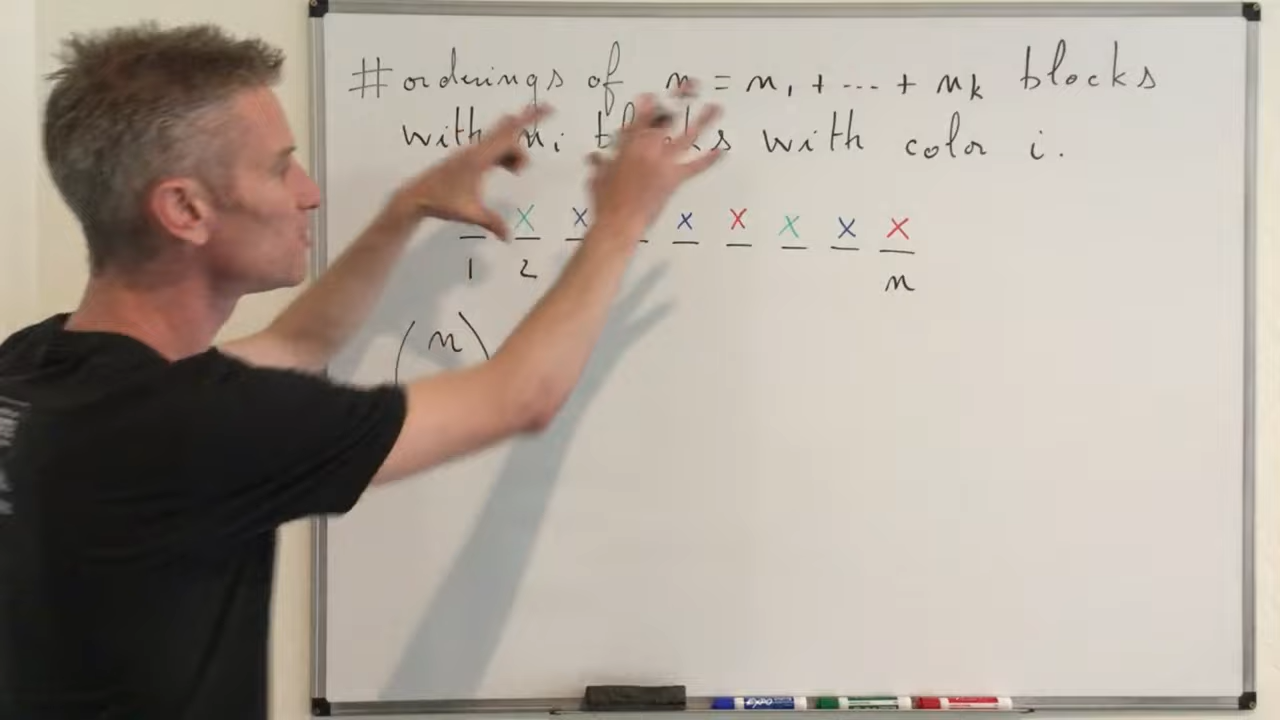 # orderings of n = n₁ + ... + nₖ blocks
with nᵢ blocks with color i.
x x x x x x x
1 2 n
( n )